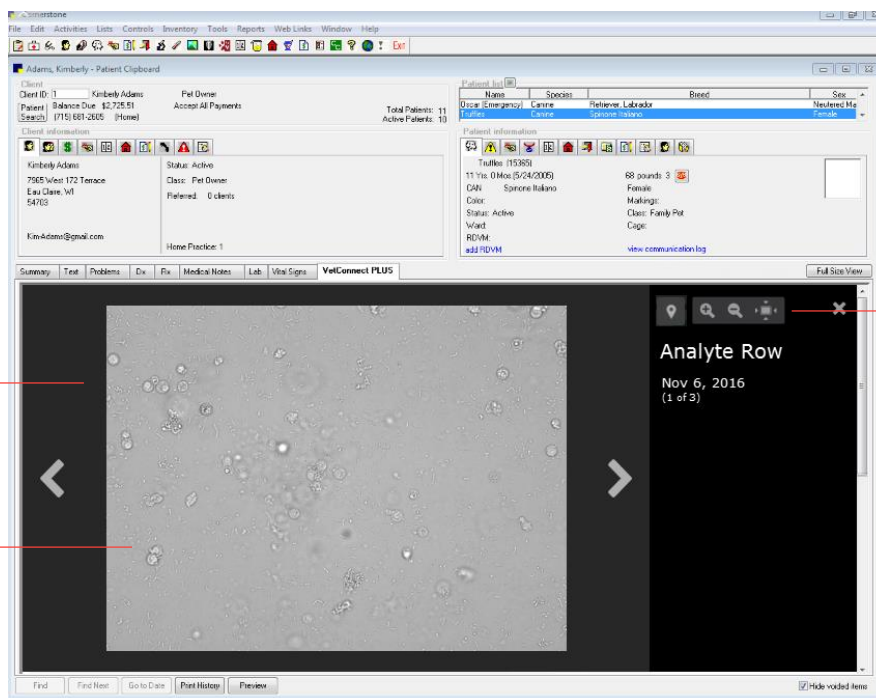 Cornerstone
File Edit Activities Lists Controls Inventory Tools Reports Web Links Window Help
Exit
Adams, Kimberly - Patient Clipboard
Client
Client ID: 1 Kimberly Adams Pet Owner
Patient Search
Balance Due $2,725.51 Accept All Payments
(715) 681-2605 (Home)
Total Patients: 11
Active Patients: 10
Patient list
Name Species Breed Sex
Oscar (Emergency) Canine Retriever, Labrador Neutered Ma
Truffles Canine Spinone Italiano Female
Client information
Kimberly Adams
7965 West 172 Terrace
Eau Claire, WI
54703
Kim-Adams@gmail.com
Status: Active
Class: Pet Owner
Referred: 0 clients
Home Practice: 1
Patient information
Truffles (15365)
11 Yrs. 0 Mos.(5/24/2005) 68 pounds 3
CAN Spinone Italiano Female
Color: Markings:
Status: Active Class: Family Pet
Ward: Cage:
RDVM:
add RDVM view communication log
Summary Text Problems Dx Rx Medical Notes Lab Vital Signs VetConnect PLUS Full Size View
Analyte Row
Nov 6, 2016
(1 of 3)
Find Find Next Go to Date Print History Preview Hide voided items